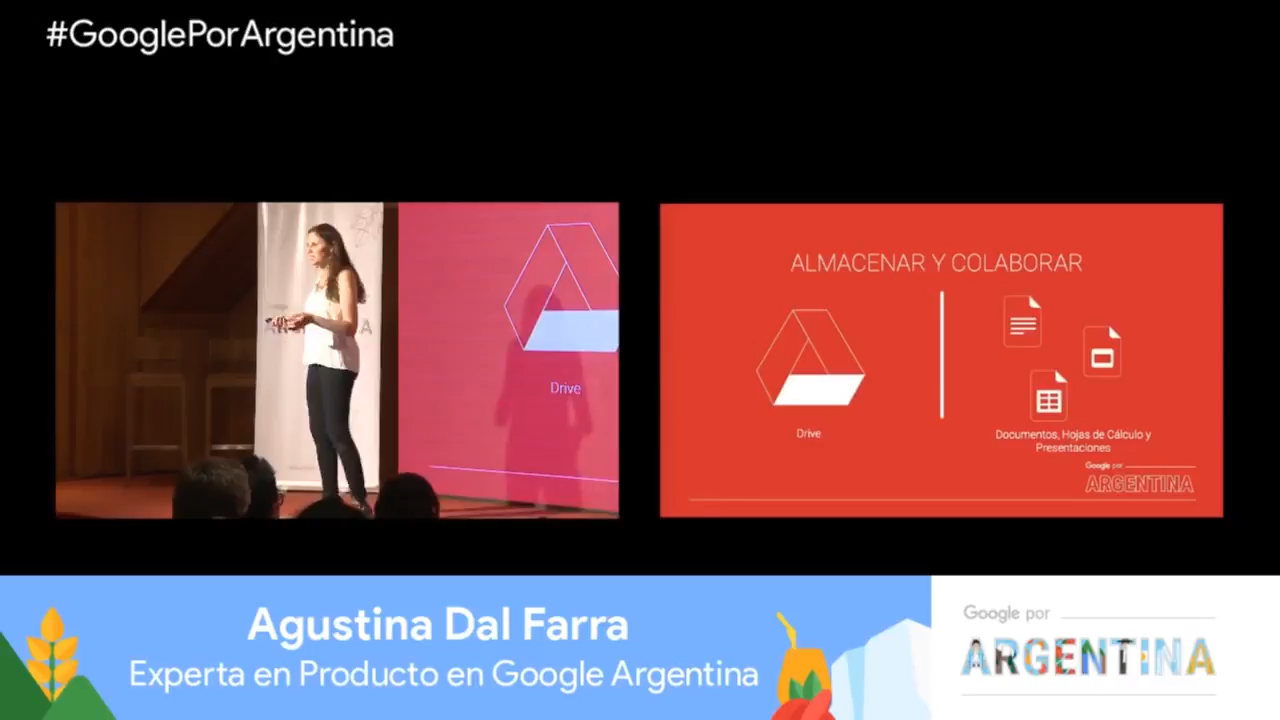 #GooglePorArgentina
Drive
ALMACENAR Y COLABORAR
Drive
Documentos, Hojas de Cálculo y
Presentaciones
Google por
ARGENTINA
Agustina Dal Farra
Experta en Producto en Google Argentina
Google por
ARGENTINA